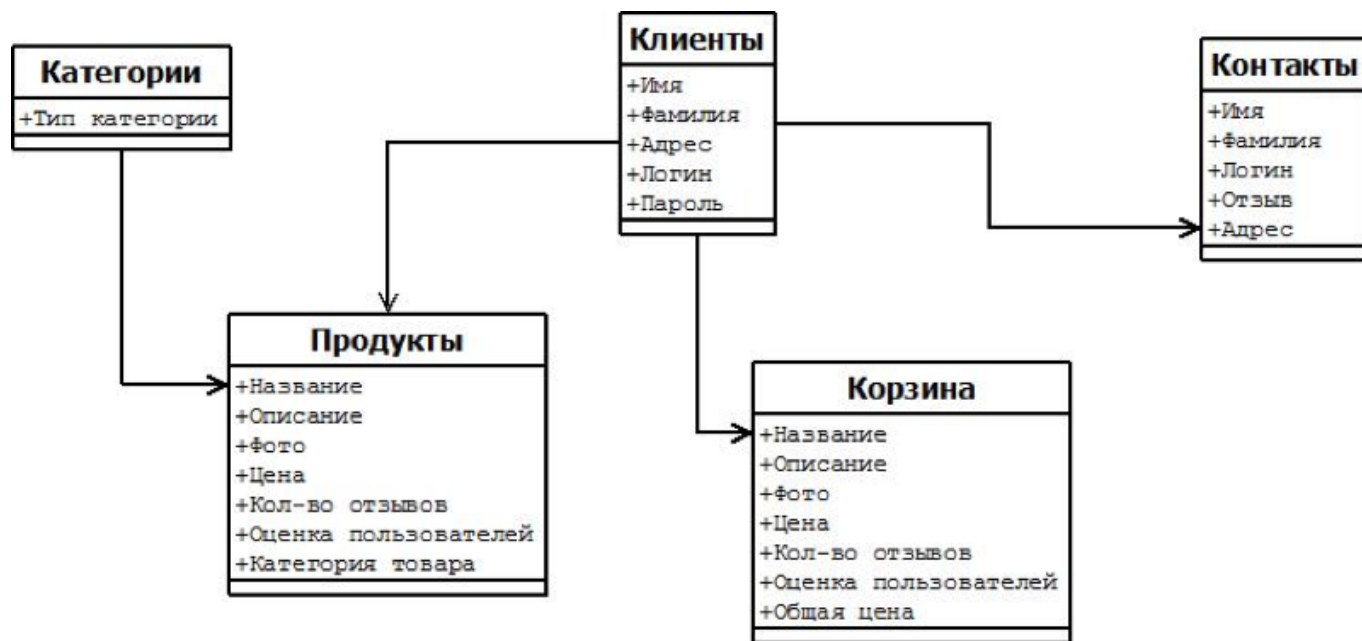 Категории
+Тип категории
Клиенты
+Имя
+Фамилия
+Адрес
+Логин
+Пароль
Контакты
+Имя
+Фамилия
+Логин
+Отзыв
+Адрес
Продукты
+Название
+Описание
+Фото
+Цена
+Кол-во отзывов
+Оценка пользователей
+Категория товара
Корзина
+Название
+Описание
+Фото
+Цена
+Кол-во отзывов
+Оценка пользователей
+Общая цена